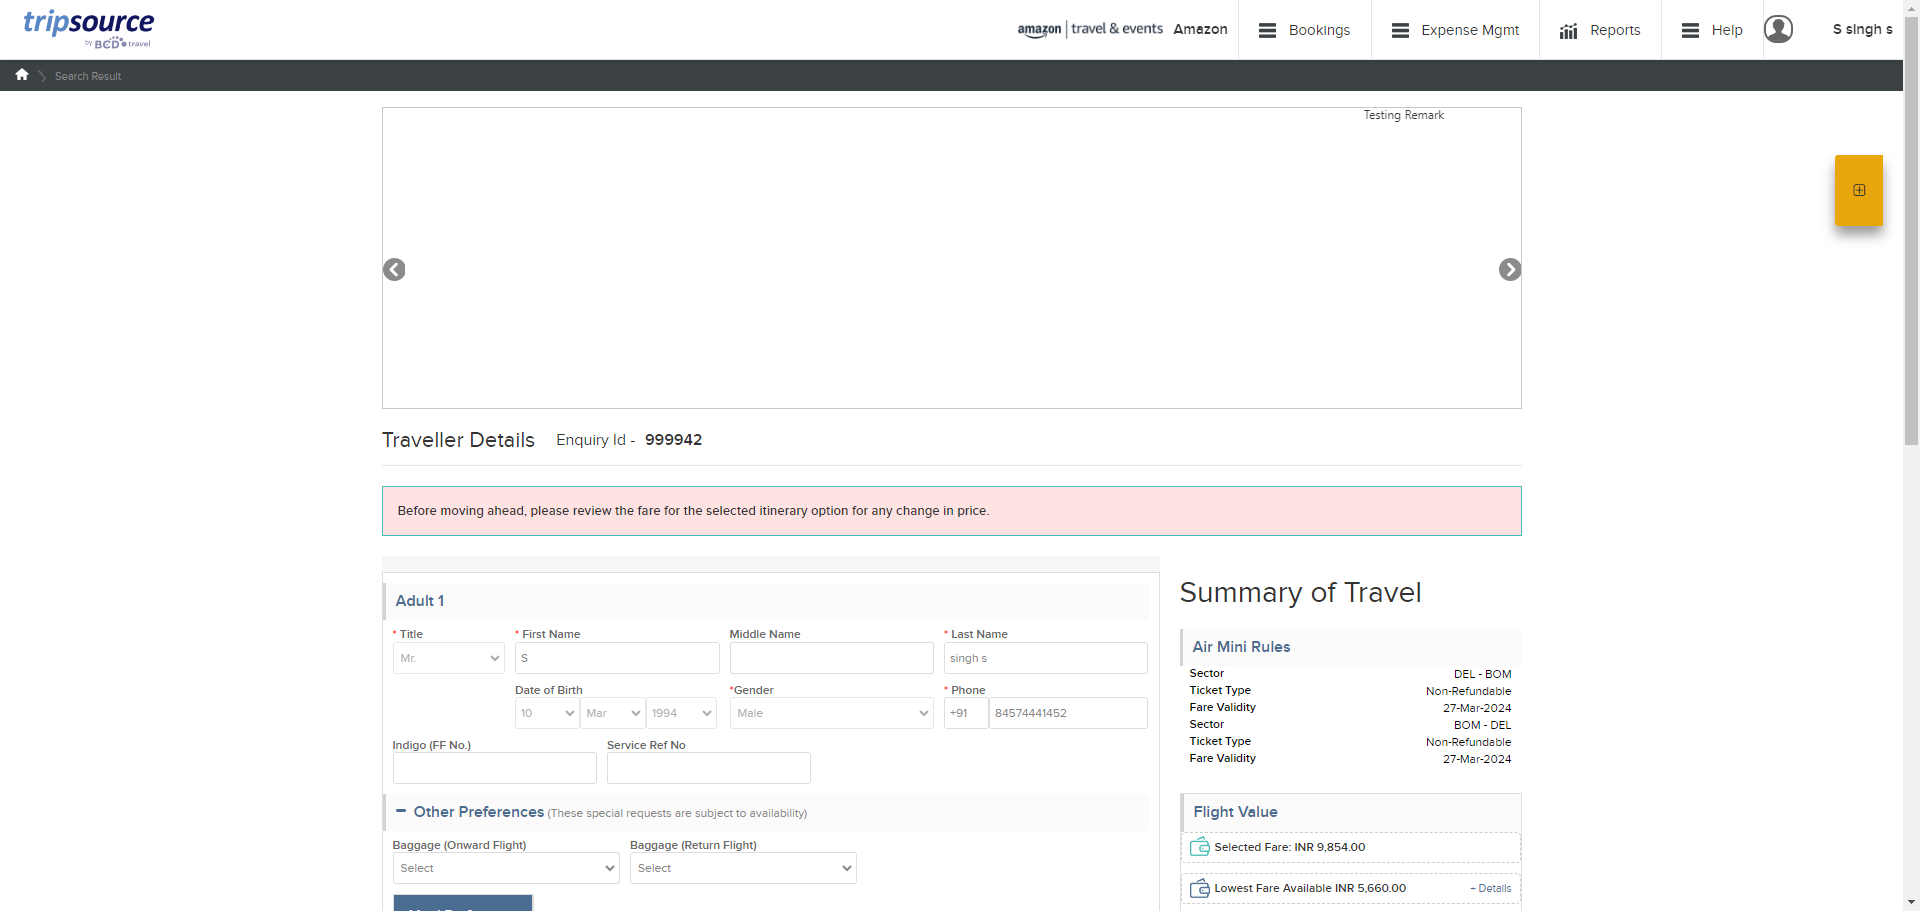 tripsource
by BCD travel
amazon | travel & events Amazon
Bookings
Expense Mgmt
Reports
Help
S singh s
Search Result
Testing Remark
Traveller Details Enquiry Id - 999942
Before moving ahead, please review the fare for the selected itinerary option for any change in price.
Adult 1
* Title * First Name Middle Name * Last Name
Mr. S singh s
Date of Birth *Gender * Phone
10 Mar 1994 Male +91 84574441452
Indigo (FF No.) Service Ref No
Other Preferences (These special requests are subject to availability)
Baggage (Onward Flight) Baggage (Return Flight)
Select Select
Summary of Travel
Air Mini Rules
Sector DEL - BOM
Ticket Type Non-Refundable
Fare Validity 27-Mar-2024
Sector BOM - DEL
Ticket Type Non-Refundable
Fare Validity 27-Mar-2024
Flight Value
Selected Fare: INR 9,854.00
Lowest Fare Available INR 5,660.00 + Details